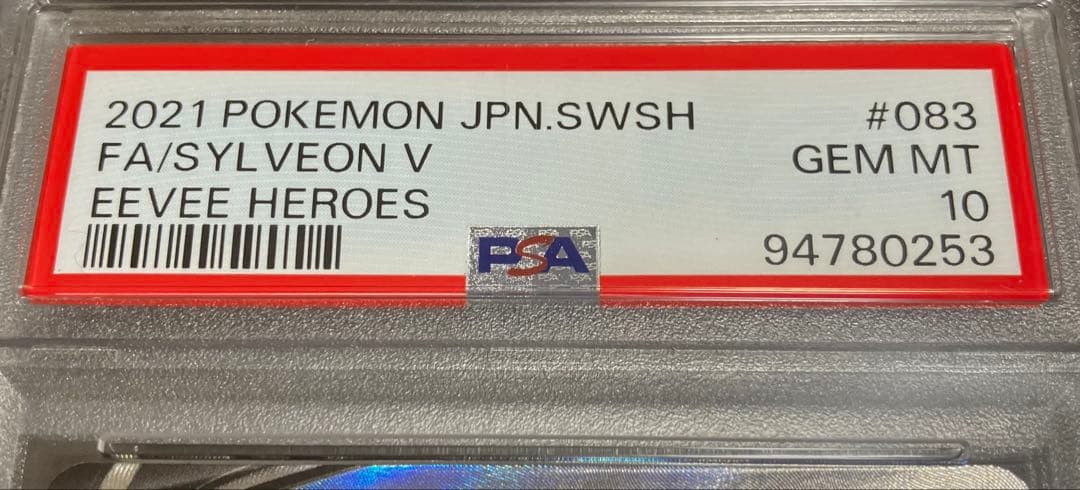 2021 POKEMON JPN.SWSH #083
FA/SYLVEON V GEM MT
EEVEE HEROES 10
PSA 94780253